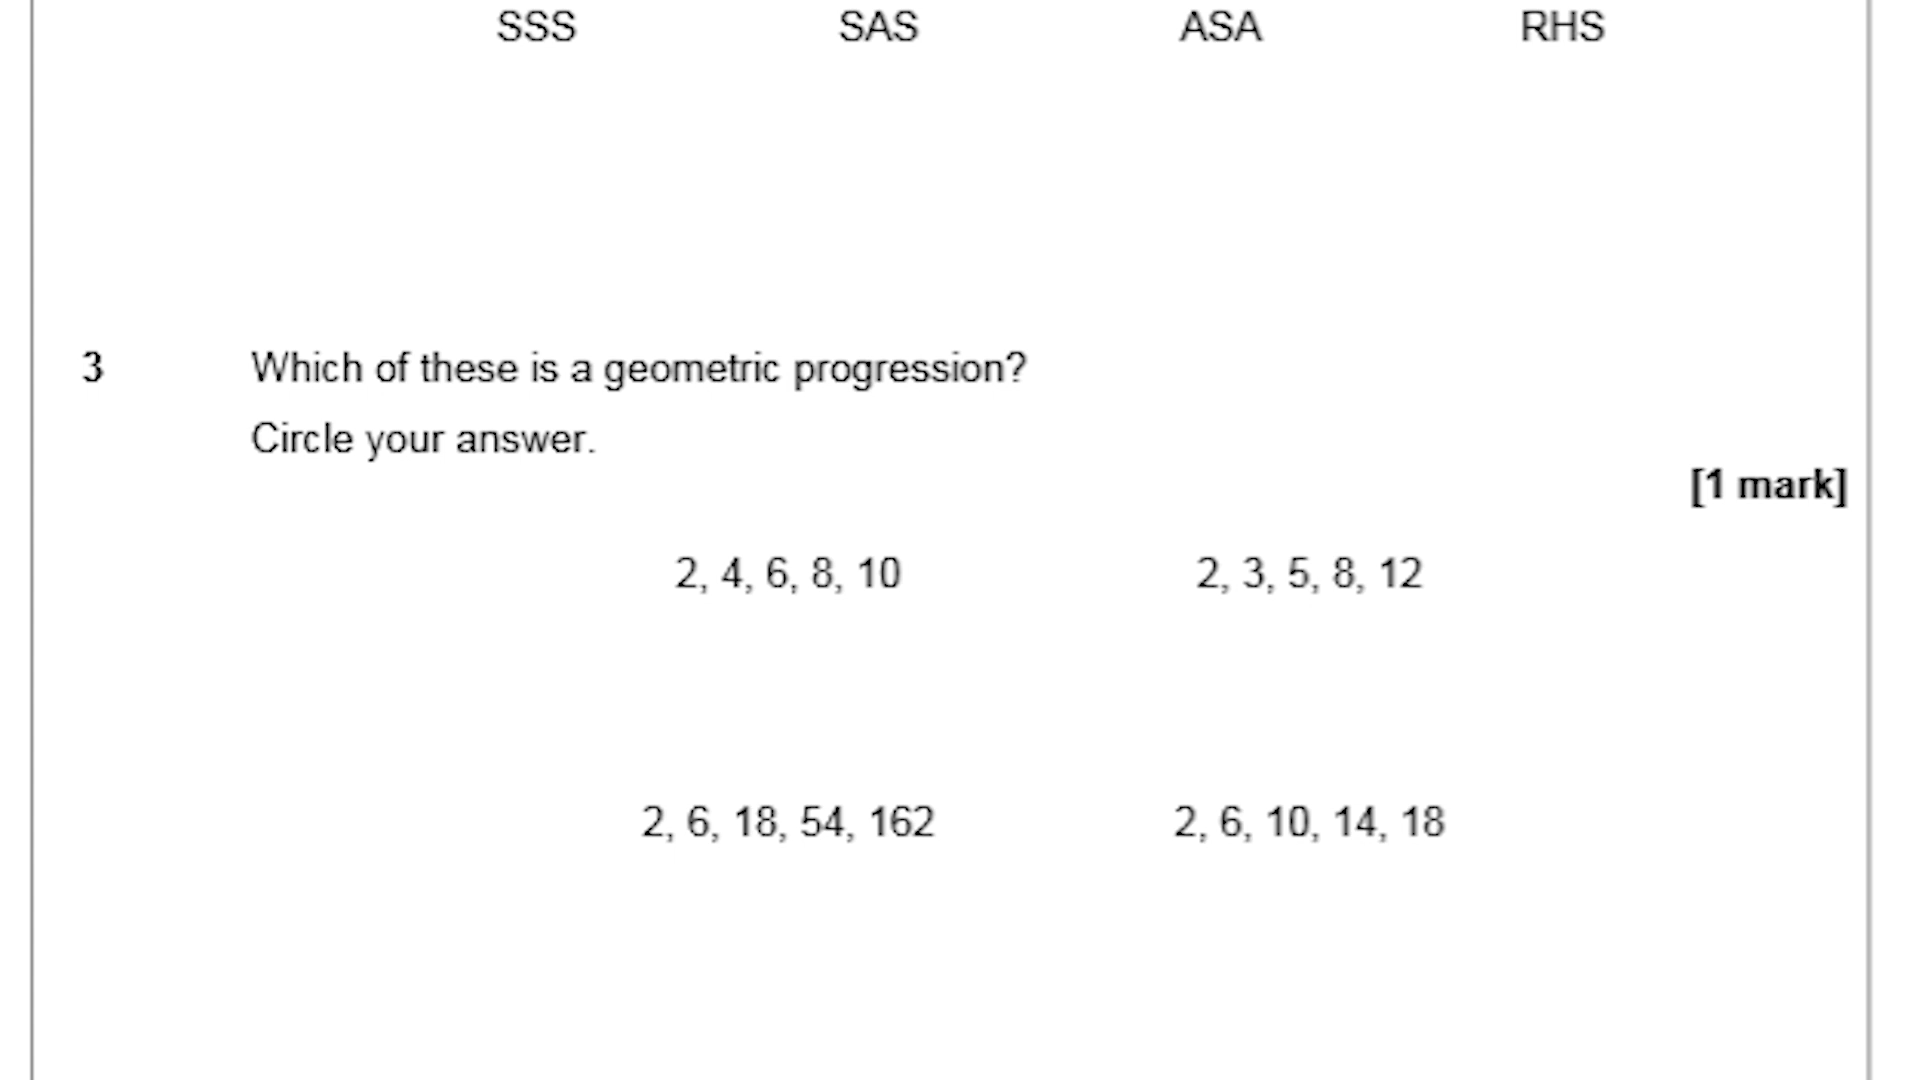 SSS SAS ASA RHS
3 Which of these is a geometric progression?
Circle your answer.
[1 mark]
2, 4, 6, 8, 10 2, 3, 5, 8, 12
2, 6, 18, 54, 162 2, 6, 10, 14, 18